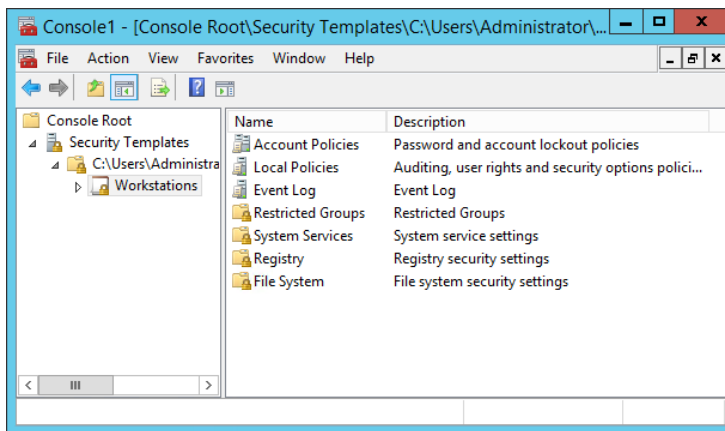 Console1 - [Console Root\Security Templates\C:\Users\Administrator\...
File Action View Favorites Window Help
Console Root
Security Templates
C:\Users\Administra
Workstations
Name Description
Account Policies Password and account lockout policies
Local Policies Auditing, user rights and security options polici...
Event Log Event Log
Restricted Groups Restricted Groups
System Services System service settings
Registry Registry security settings
File System File system security settings